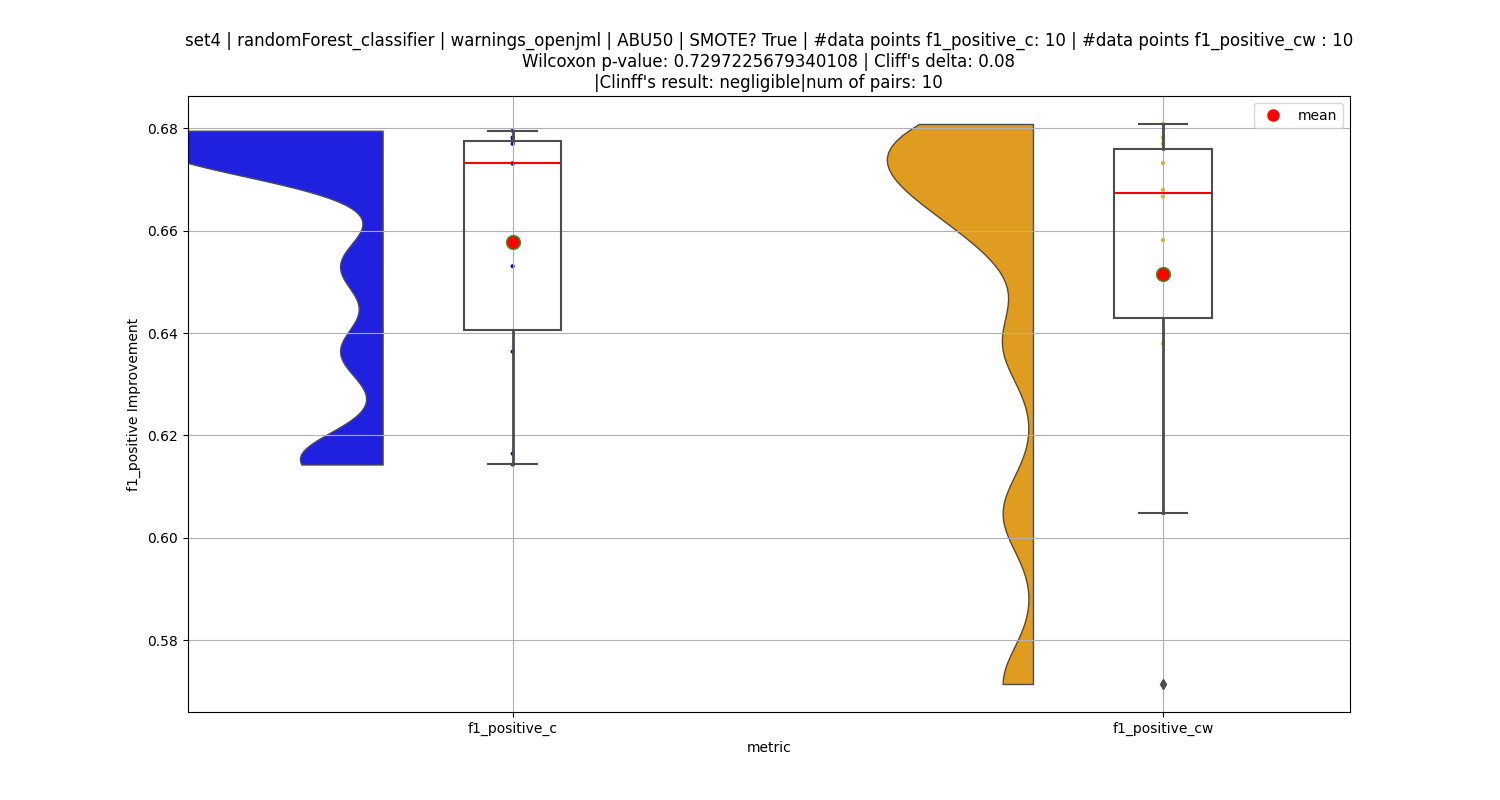 set4 | randomForest_classifier | warnings_openjml | ABU50 | SMOTE? True | #data points f1_positive_c: 10 | #data points f1_positive_cw : 10
Wilcoxon p-value: 0.7297225679340108 | Cliff's delta: 0.08
|Clinff's result: negligible|num of pairs: 10
mean
0.68
0.66
0.64
0.62
0.60
0.58
f1_positive Improvement
f1_positive_c
f1_positive_cw
metric